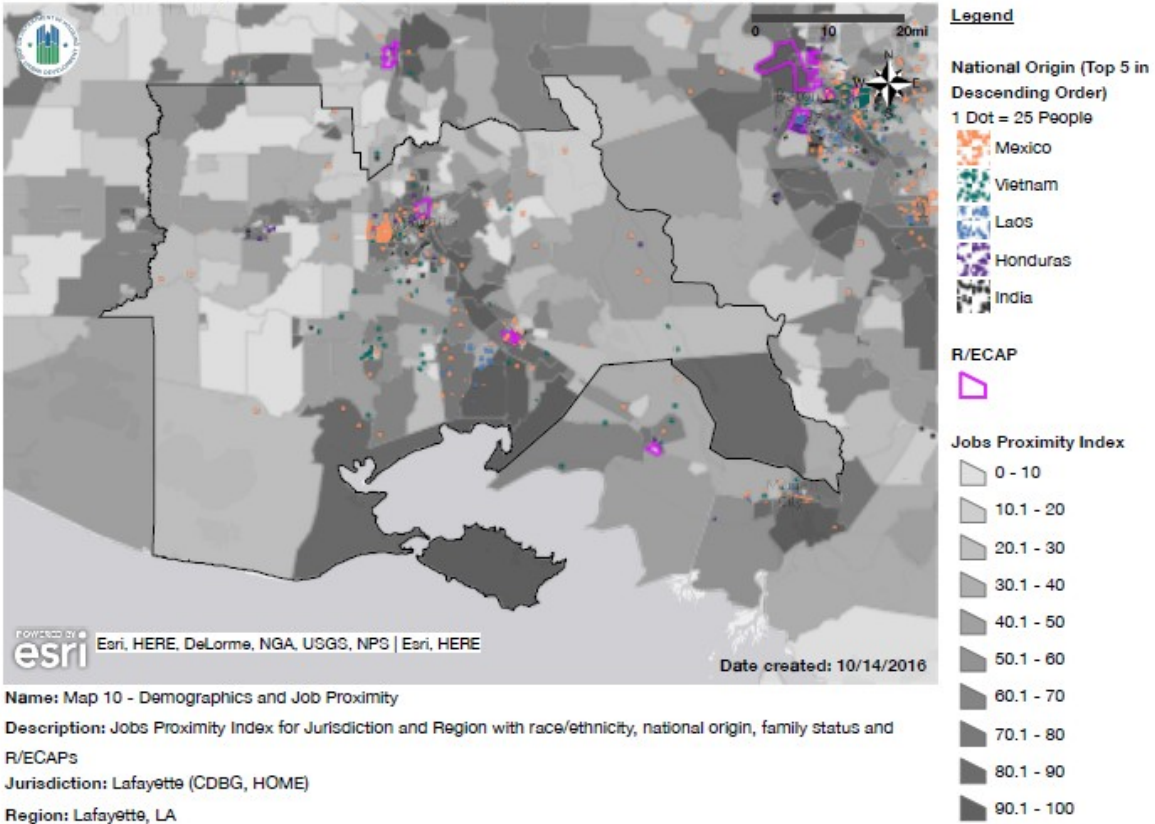 0 10 20mi
N
W E
Esri, HERE, DeLorme, NGA, USGS, NPS | Esri, HERE
POWERED BY
esri
Date created: 10/14/2016
Name: Map 10 - Demographics and Job Proximity
Description: Jobs Proximity Index for Jurisdiction and Region with race/ethnicity, national origin, family status and
R/ECAPs
Jurisdiction: Lafayette (CDBG, HOME)
Region: Lafayette, LA
Legend
National Origin (Top 5 in
Descending Order)
1 Dot = 25 People
Mexico
Vietnam
Laos
Honduras
India
R/ECAP
Jobs Proximity Index
0 - 10
10.1 - 20
20.1 - 30
30.1 - 40
40.1 - 50
50.1 - 60
60.1 - 70
70.1 - 80
80.1 - 90
90.1 - 100